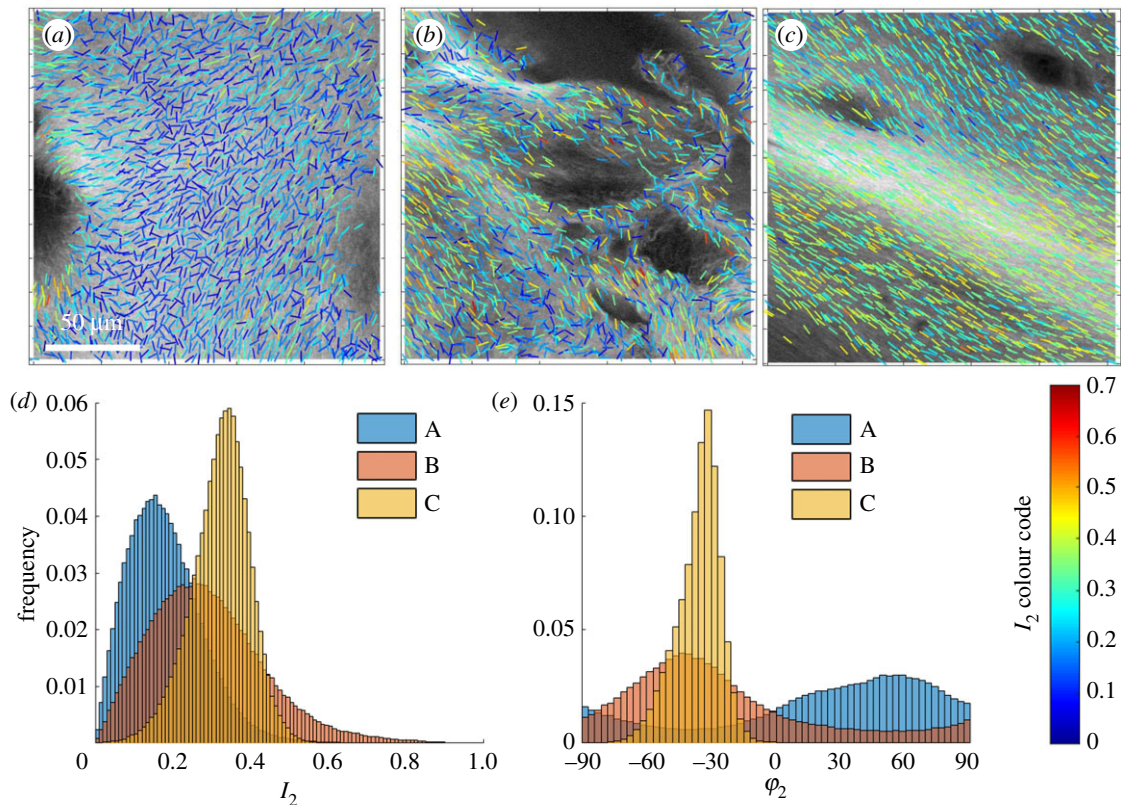 (a)
(b)
(c)
50 µm
(d)
0.06
0.05
0.04
0.03
0.02
0.01
frequency
0
0.2
0.4
0.6
0.8
1.0
I2
A
B
C
(e)
0.15
0.10
0.05
0
–90
–60
–30
0
30
60
90
φ2
A
B
C
I2 colour code
0.7
0.6
0.5
0.4
0.3
0.2
0.1
0